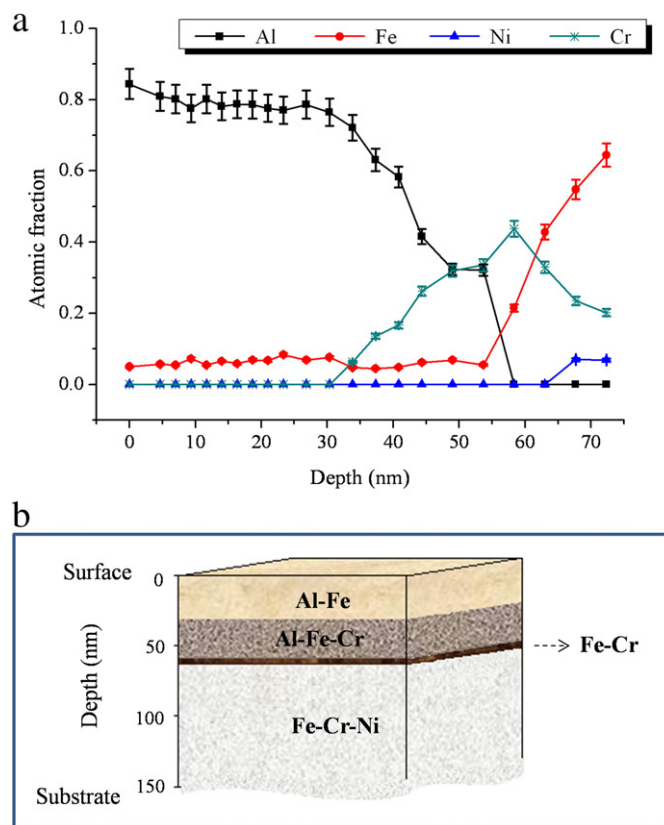 a
Al Fe Ni Cr
1.0
0.8
0.6
0.4
0.2
0.0
Atomic fraction
0 10 20 30 40 50 60 70
Depth (nm)
b
Surface
0
50
100
150
Depth (nm)
Substrate
Al-Fe
Al-Fe-Cr
Fe-Cr
Fe-Cr-Ni